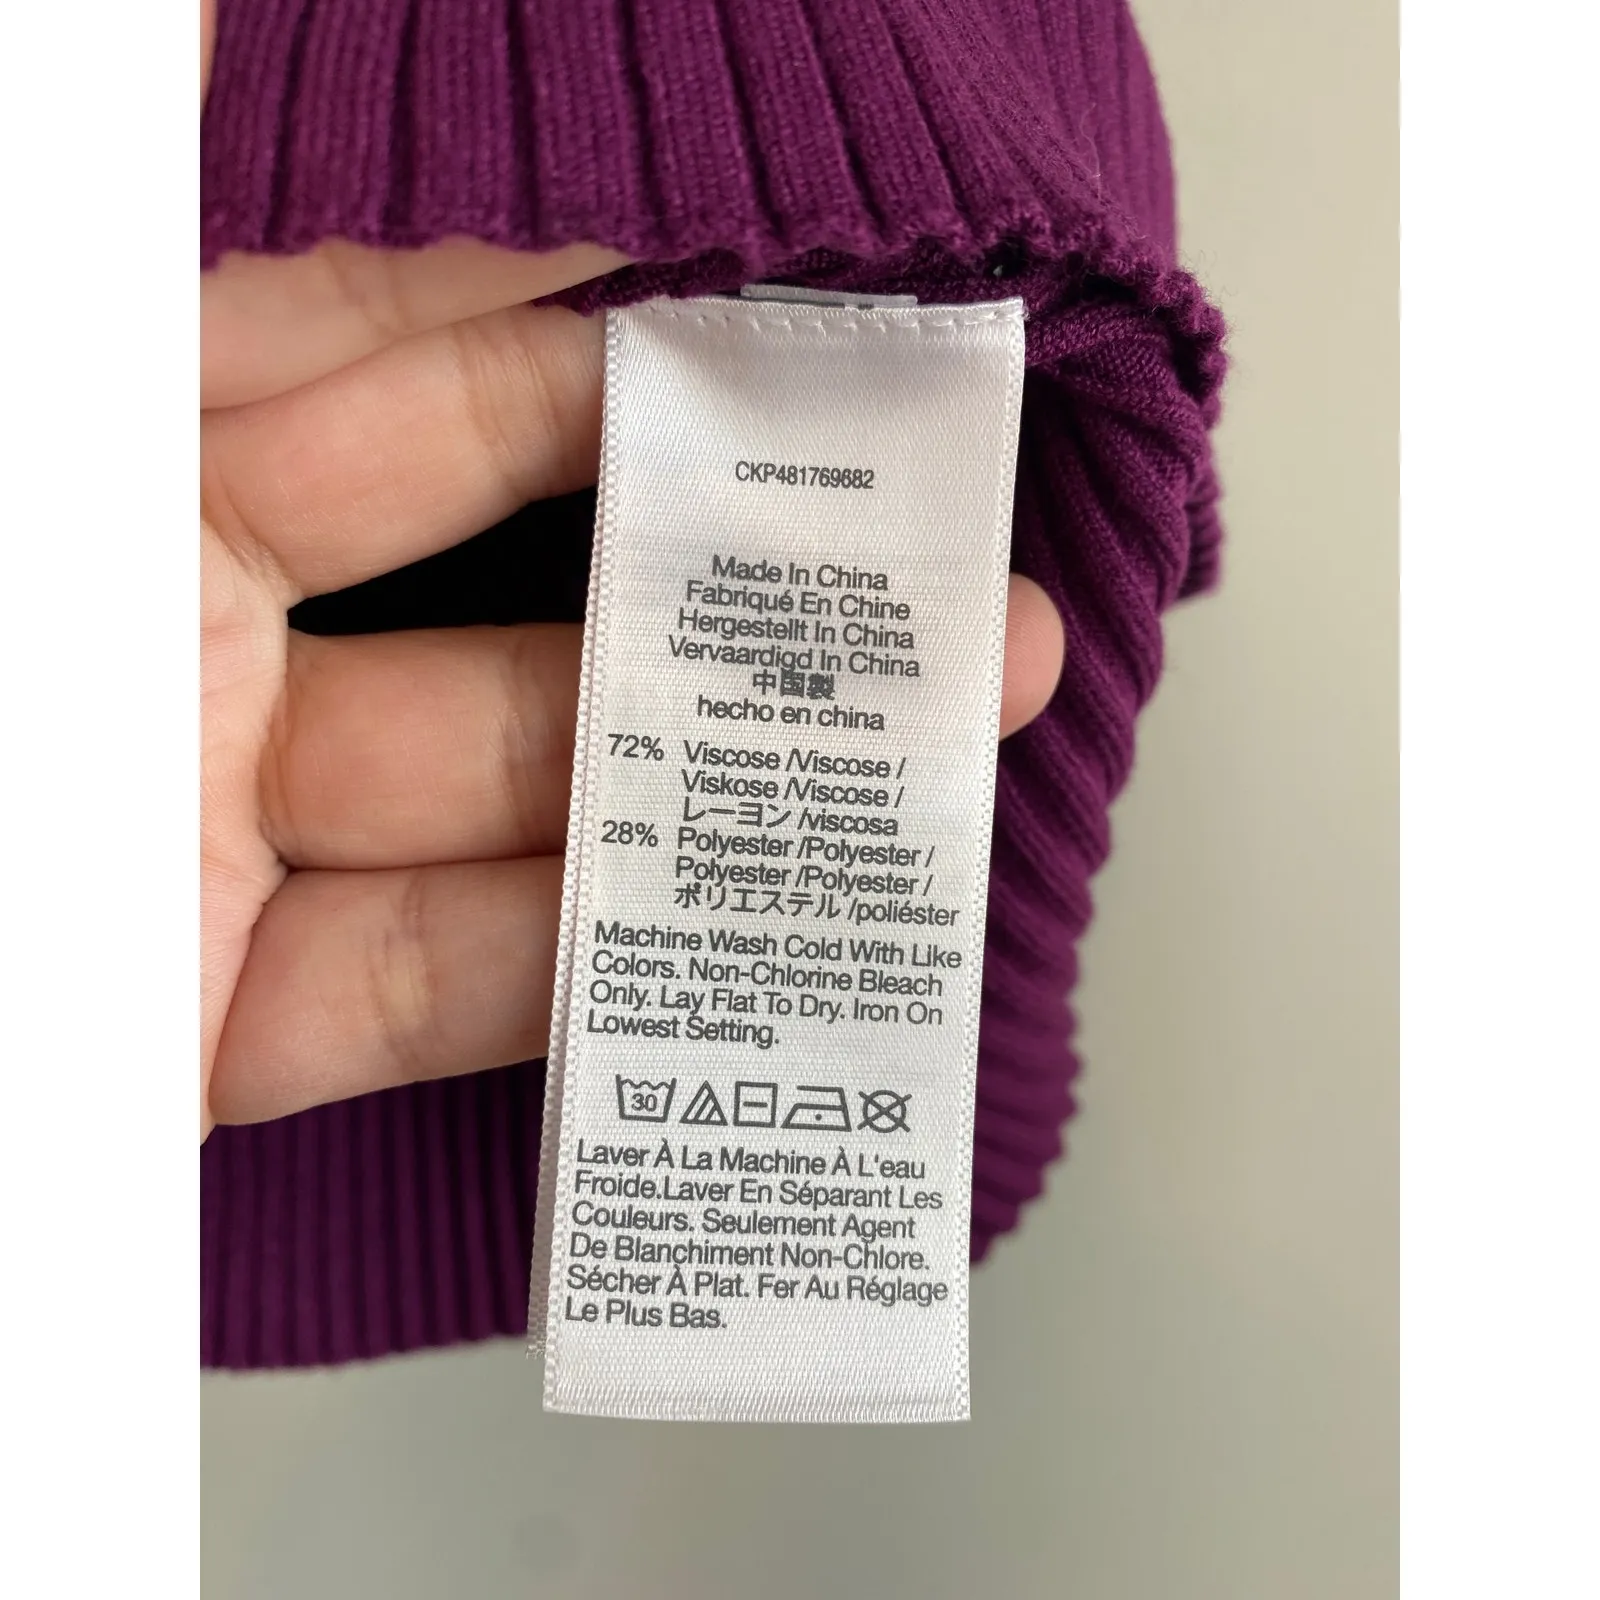 CKP481769682
Made In China
Fabriqué En Chine
Hergestellt In China
Vervaardigd In China
中国製
hecho en china
72% Viscose /Viscose /
Viskose /Viscose /
レーヨン /viscosa
28% Polyester /Polyester /
Polyester /Polyester /
ポリエステル /poliéster
Machine Wash Cold With Like
Colors. Non-Chlorine Bleach
Only. Lay Flat To Dry. Iron On
Lowest Setting.
30
Laver À La Machine À L'eau
Froide.Laver En Séparant Les
Couleurs. Seulement Agent
De Blanchiment Non-Chlore.
Sécher À Plat. Fer Au Réglage
Le Plus Bas.